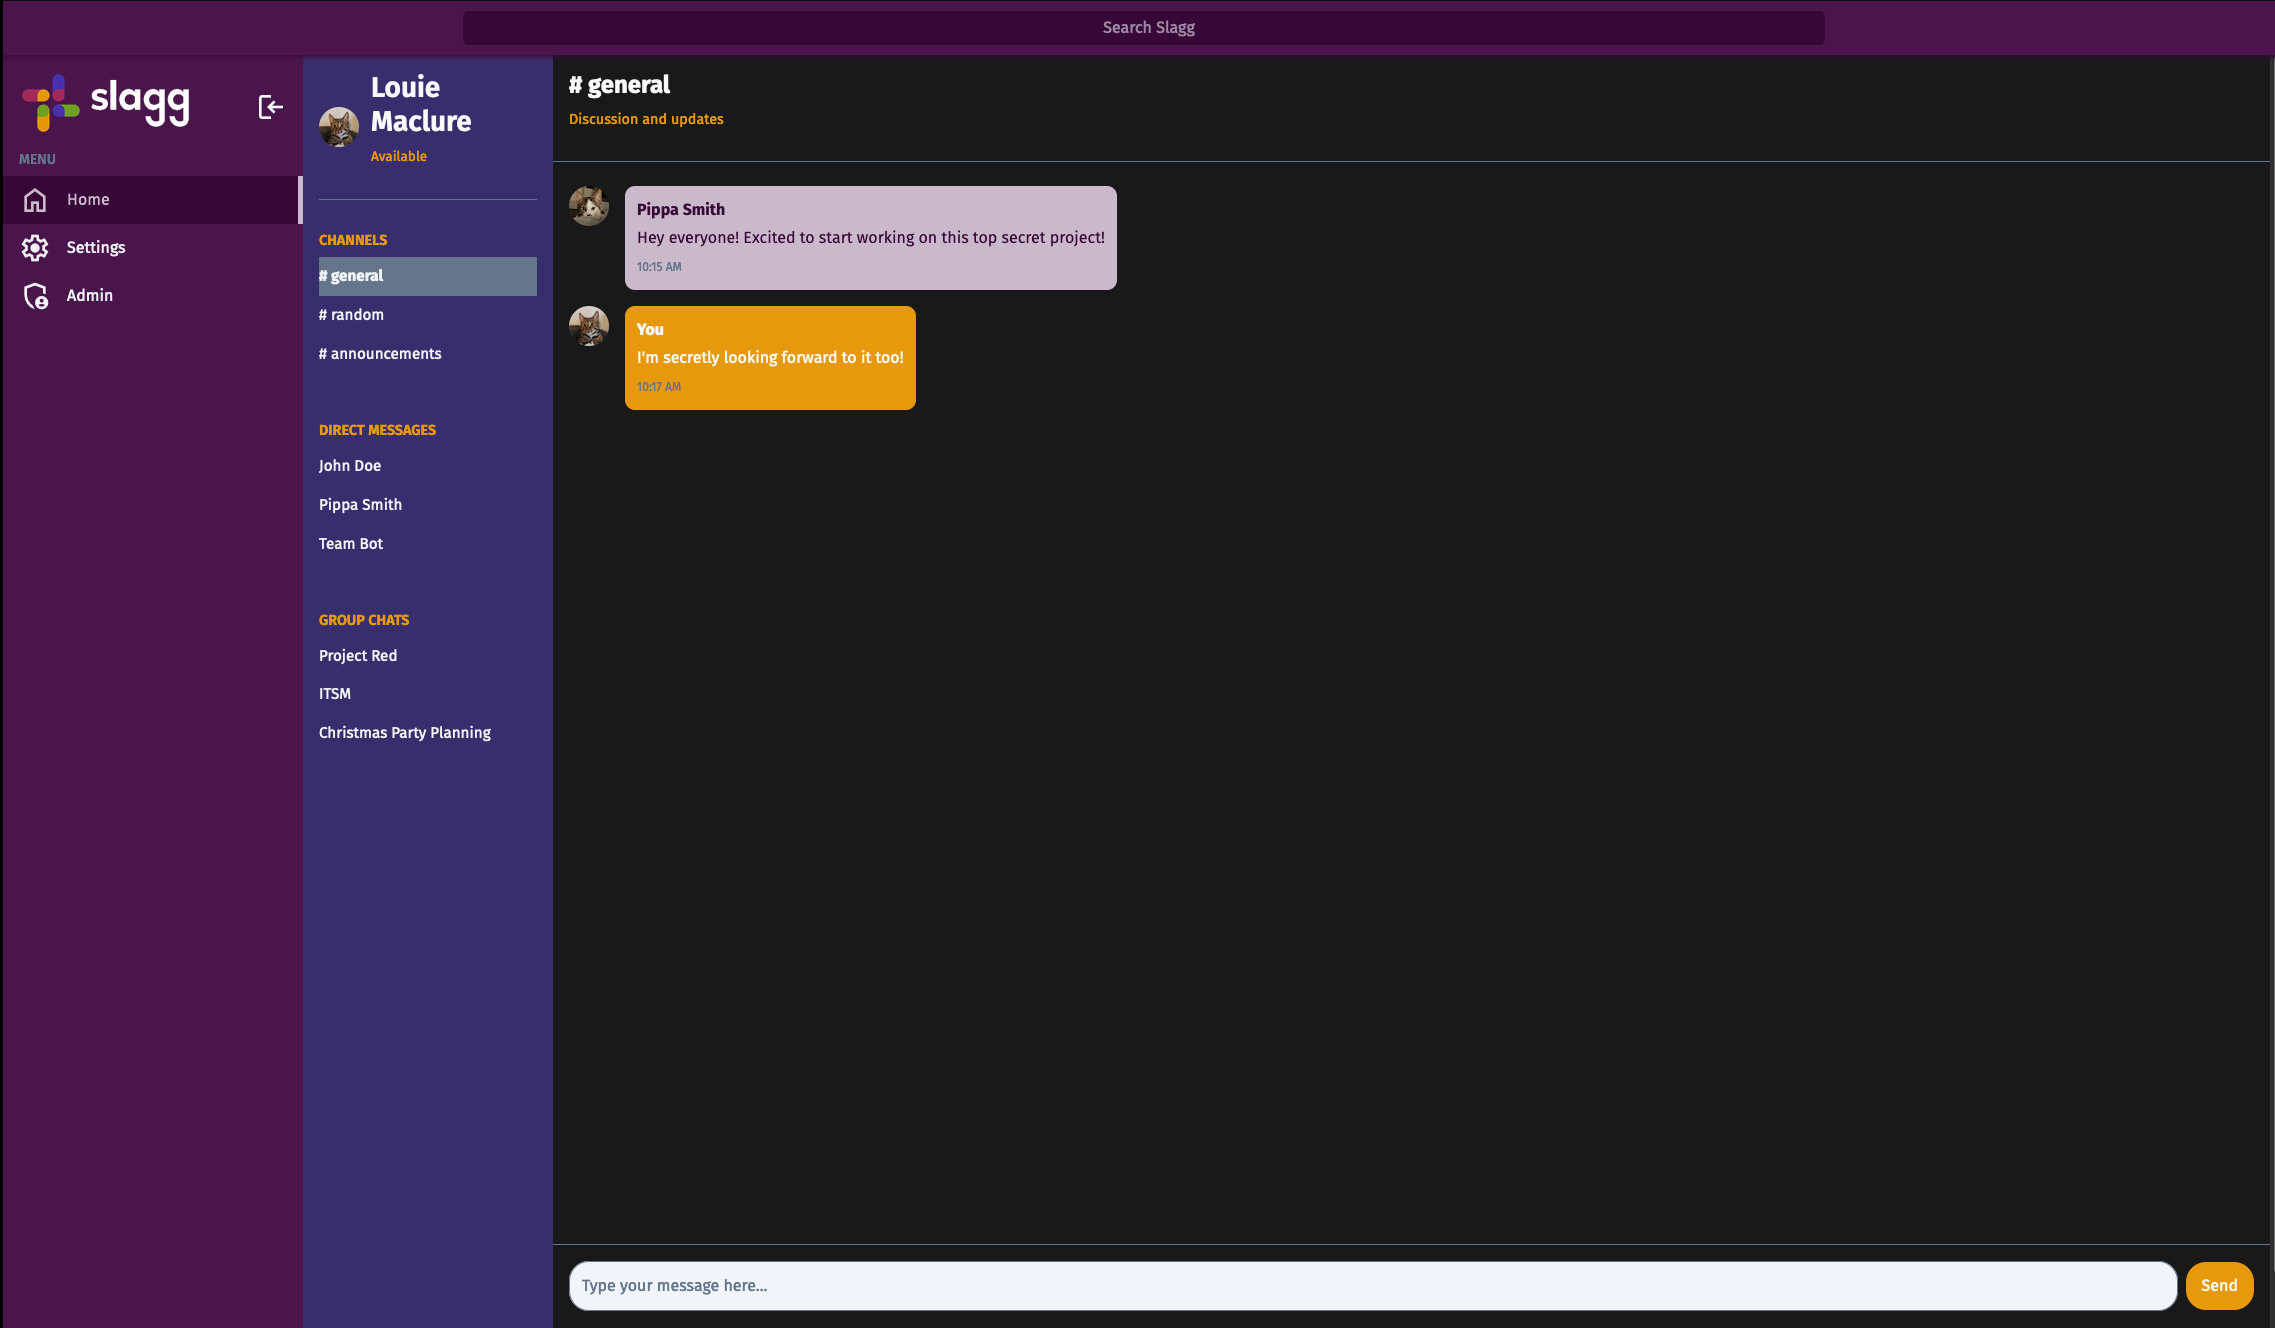 Search Slagg
slagg
MENU
Home
Settings
Admin
Louie
Maclure
Available
CHANNELS
# general
# random
# announcements
DIRECT MESSAGES
John Doe
Pippa Smith
Team Bot
GROUP CHATS
Project Red
ITSM
Christmas Party Planning
# general
Discussion and updates
Pippa Smith
Hey everyone! Excited to start working on this top secret project!
10:15 AM
You
I'm secretly looking forward to it too!
10:17 AM
Type your message here...
Send